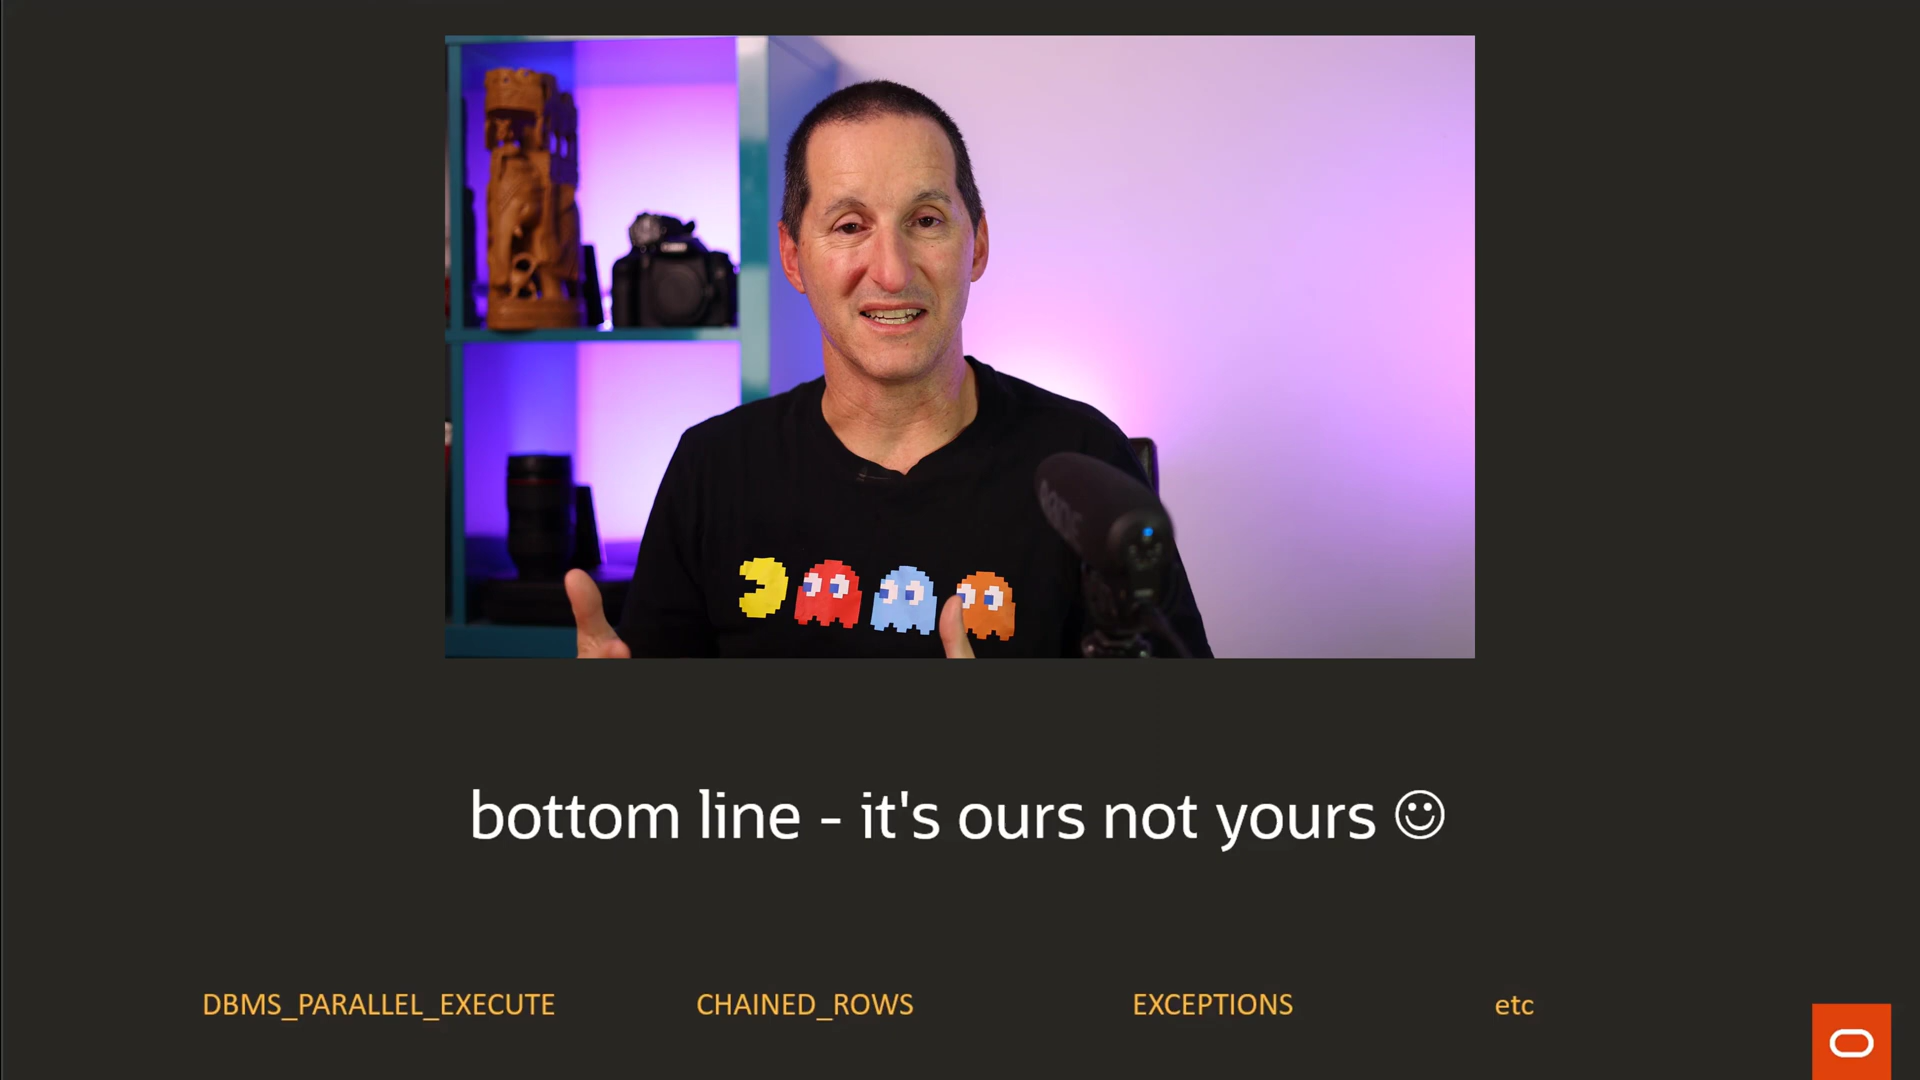 bottom line - it's ours not yours ☺
DBMS_PARALLEL_EXECUTE CHAINED_ROWS EXCEPTIONS etc